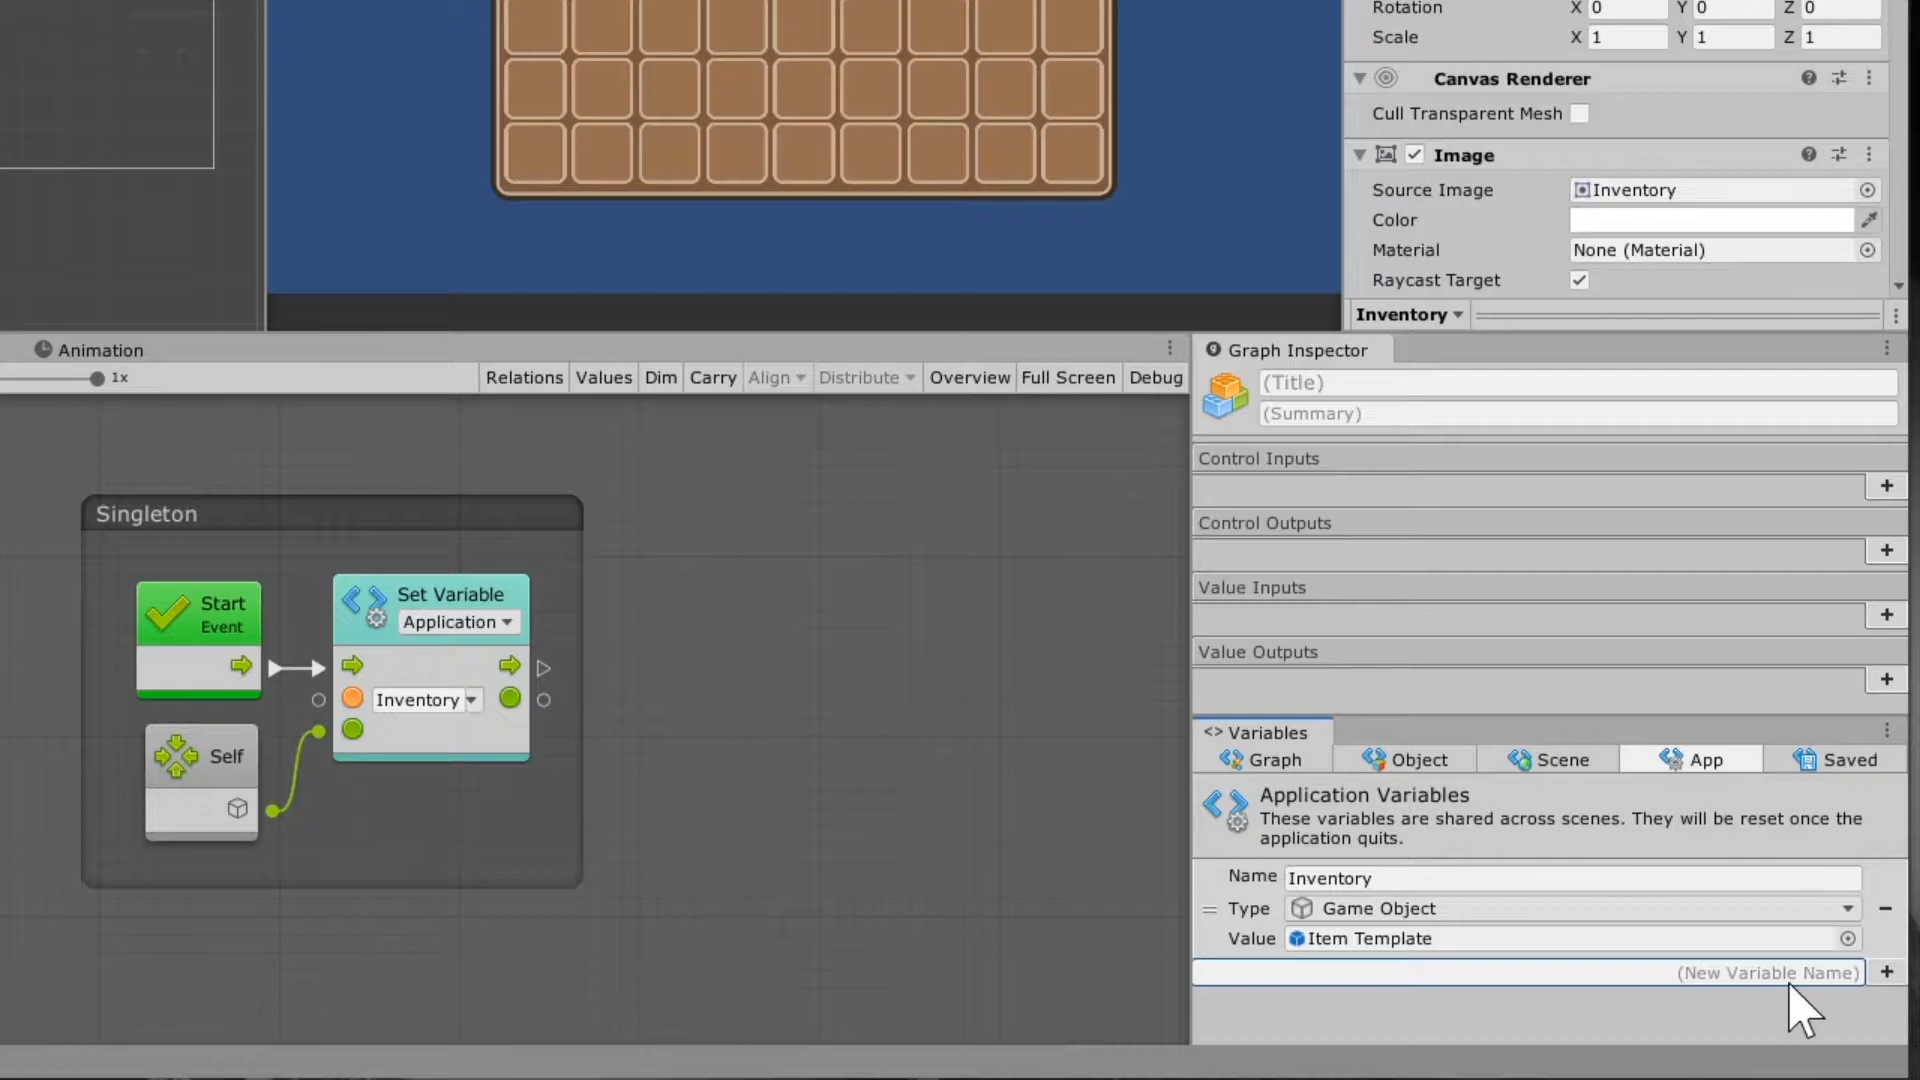 Rotation X 0 Y 0 Z 0
Scale X 1 Y 1 Z 1
Canvas Renderer
Cull Transparent Mesh
Image
Source Image Inventory
Color
Material None (Material)
Raycast Target
Inventory
Animation
1x
Relations Values Dim Carry Align Distribute Overview Full Screen Debug
Graph Inspector
(Title)
(Summary)
Control Inputs
Control Outputs
Value Inputs
Value Outputs
Singleton
Start
Event
Set Variable
Application
Inventory
Self
<> Variables
Graph Object Scene App Saved
Application Variables
These variables are shared across scenes. They will be reset once the
application quits.
Name Inventory
Type Game Object
Value Item Template
(New Variable Name)